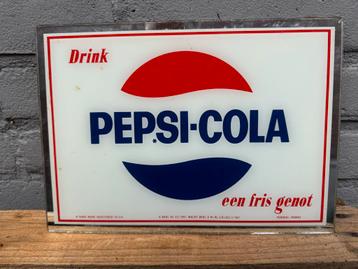 Drink
PEPSI-COLA
een fris genot